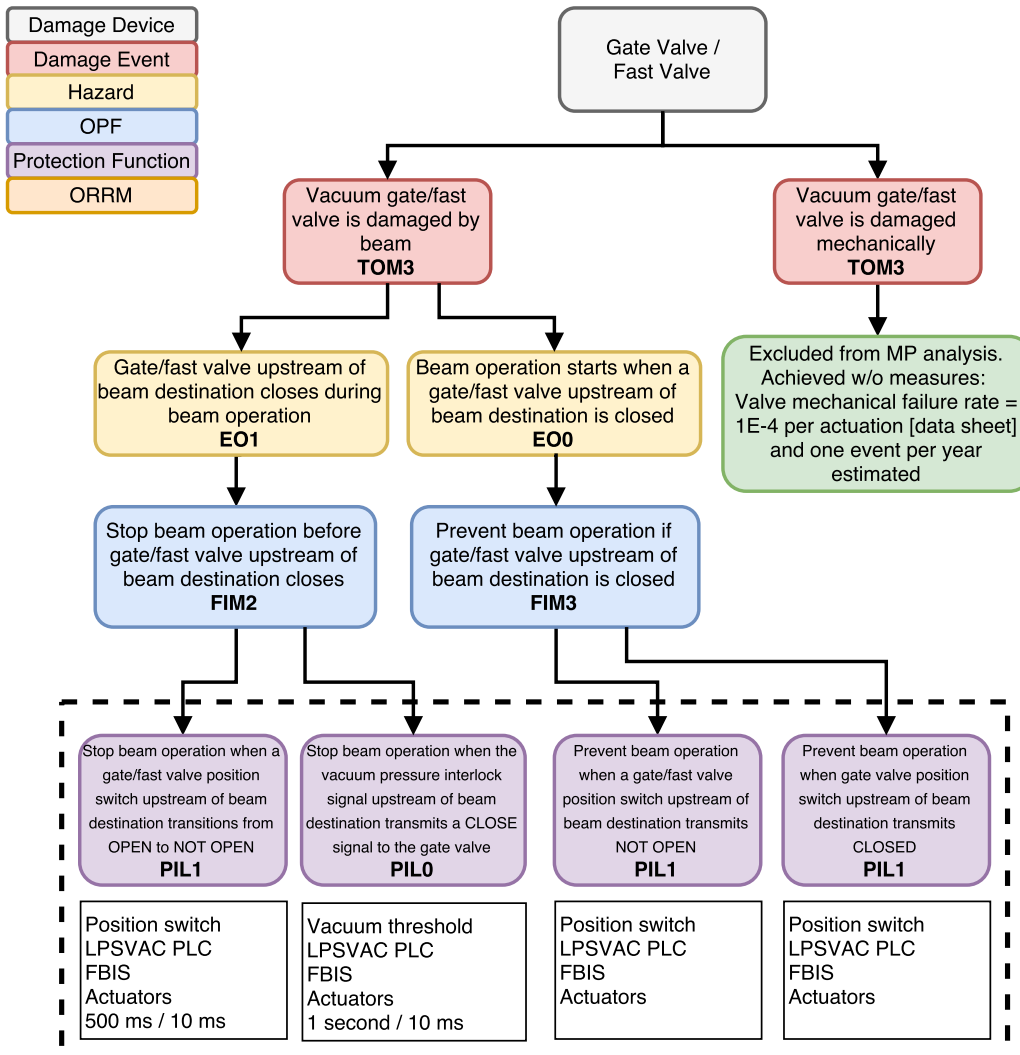 Damage Device
Damage Event
Hazard
OPF
Protection Function
ORRM
Gate Valve /
Fast Valve
Vacuum gate/fast
valve is damaged by
beam
TOM3
Vacuum gate/fast
valve is damaged
mechanically
TOM3
Gate/fast valve upstream of
beam destination closes during
beam operation
EO1
Beam operation starts when a
gate/fast valve upstream of
beam destination is closed
EO0
Excluded from MP analysis.
Achieved w/o measures:
Valve mechanical failure rate =
1E-4 per actuation [data sheet]
and one event per year
estimated
Stop beam operation before
gate/fast valve upstream of
beam destination closes
FIM2
Prevent beam operation if
gate/fast valve upstream of
beam destination is closed
FIM3
Stop beam operation when a
gate/fast valve position
switch upstream of beam
destination transitions from
OPEN to NOT OPEN
PIL1
Stop beam operation when the
vacuum pressure interlock
signal upstream of beam
destination transmits a CLOSE
signal to the gate valve
PIL0
Prevent beam operation
when a gate/fast valve
position switch upstream of
beam destination transmits
NOT OPEN
PIL1
Prevent beam operation
when gate valve position
switch upstream of beam
destination transmits
CLOSED
PIL1
Position switch
LPSVAC PLC
FBIS
Actuators
500 ms / 10 ms
Vacuum threshold
LPSVAC PLC
FBIS
Actuators
1 second / 10 ms
Position switch
LPSVAC PLC
FBIS
Actuators
Position switch
LPSVAC PLC
FBIS
Actuators